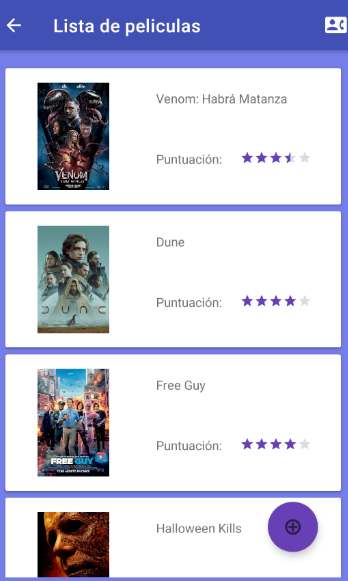 Lista de peliculas
Venom: Habrá Matanza
Puntuación:
VENOM
Dune
Puntuación:
DUNE
Free Guy
Puntuación:
FREE GUY
Halloween Kills